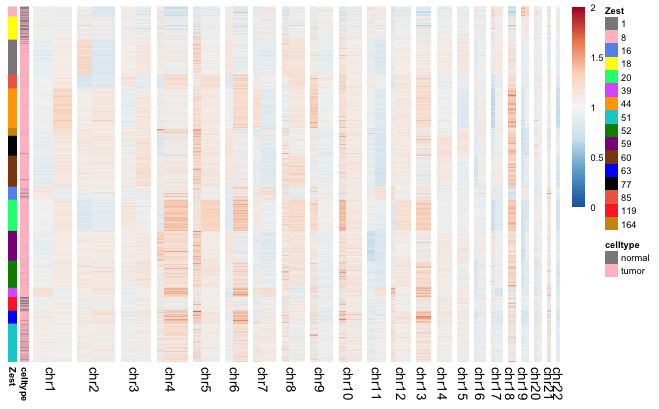 2
1.5
1
0.5
0
Zest
1
8
16
18
20
39
44
51
52
59
60
63
77
85
119
164
celltype
normal
tumor
Zest
celltype
chr1
chr2
chr3
chr4
chr5
chr6
chr7
chr8
chr9
chr10
chr11
chr12
chr13
chr14
chr15
chr16
chr17
chr18
chr19
chr20
chr21
chr22